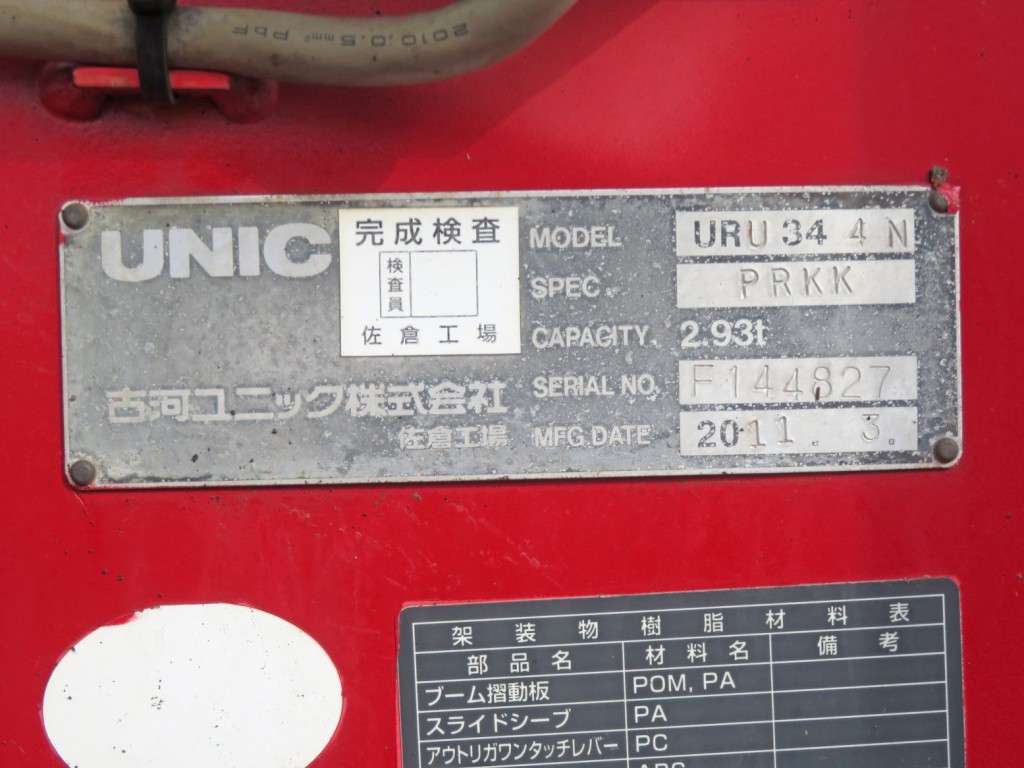 2010.0.5mm² PbF
UNIC
完成検査
検査員
佐倉工場
古河ユニック株式会社
佐倉工場
MODEL URU344N
SPEC. PRKK
CAPACITY. 2.93t
SERIAL NO. F144827
MFG.DATE 2011. 3.
架装物樹脂材料表
部品名 材料名 備考
ブーム摺動板 POM, PA
スライドシーブ PA
アウトリガワンタッチレバー PC
ABS